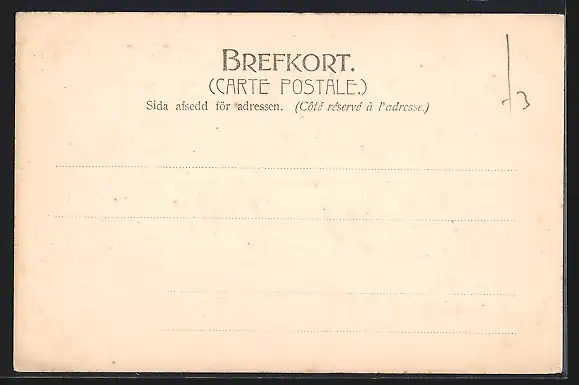 BREFKORT.
(CARTE POSTALE.)
Sida afsedd för adressen. (Côté réservé à l'adresse.)